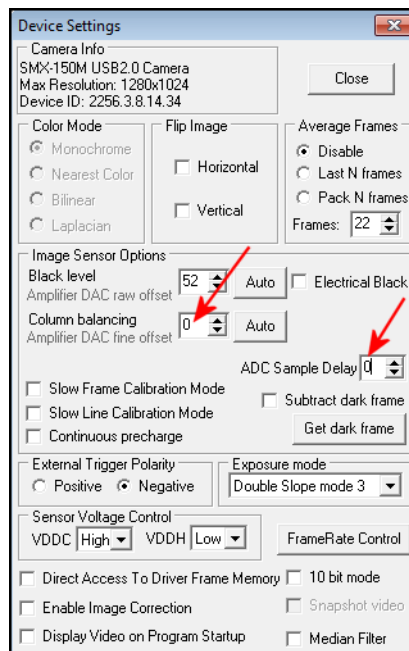 Device Settings
Camera Info
SMX-150M USB2.0 Camera
Max Resolution: 1280x1024
Device ID: 2256.3.8.14.34
Close
Color Mode
Monochrome
Nearest Color
Bilinear
Laplacian
Flip Image
Horizontal
Vertical
Average Frames
Disable
Last N frames
Pack N frames
Frames: 22
Image Sensor Options
Black level
Amplifier DAC raw offset
52
Auto
Electrical Black
Column balancing
Amplifier DAC fine offset
0
Auto
ADC Sample Delay 0
Slow Frame Calibration Mode
Slow Line Calibration Mode
Continuous precharge
Subtract dark frame
Get dark frame
External Trigger Polarity
Positive
Negative
Exposure mode
Double Slope mode 3
Sensor Voltage Control
VDDC High
VDDH Low
FrameRate Control
Direct Access To Driver Frame Memory
10 bit mode
Enable Image Correction
Snapshot video
Display Video on Program Startup
Median Filter